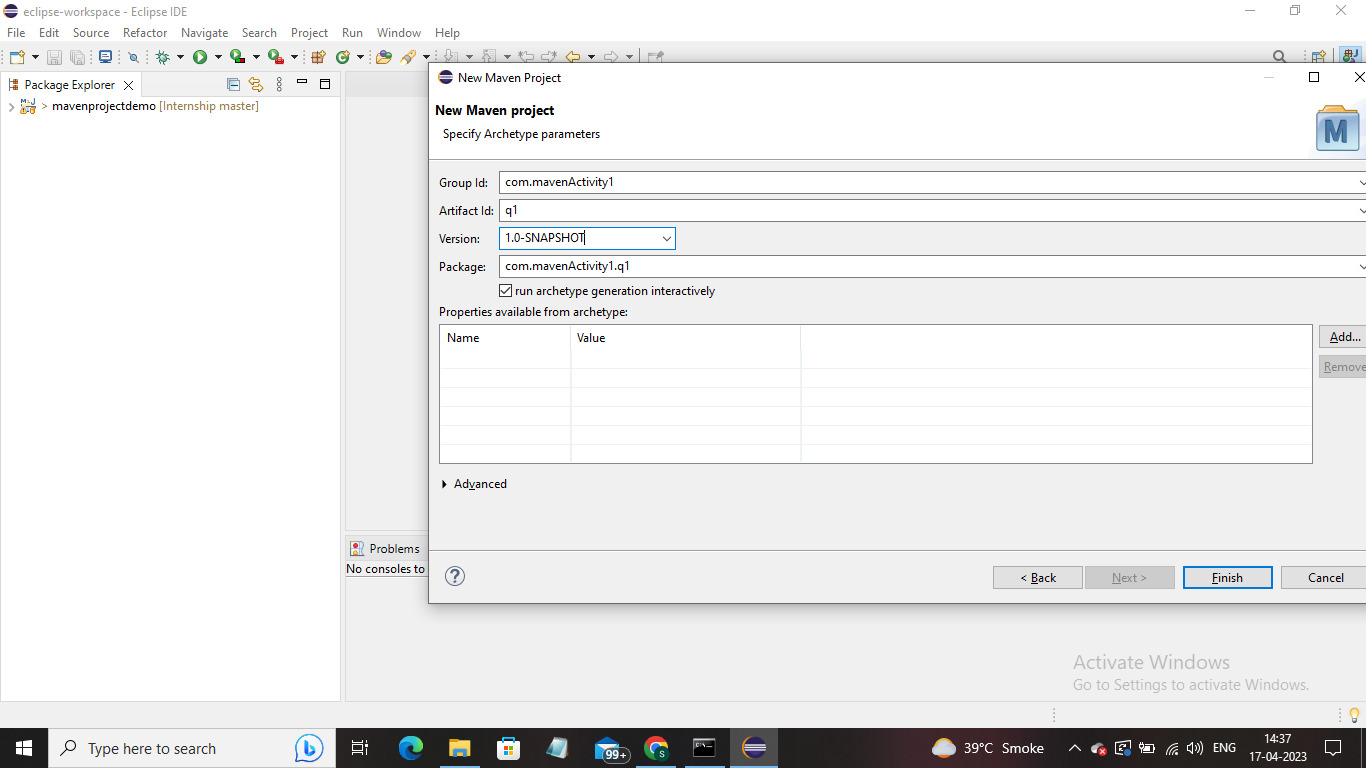 eclipse-workspace - Eclipse IDE
File Edit Source Refactor Navigate Search Project Run Window Help
Package Explorer
> mavenprojectdemo [Internship master]
New Maven Project
New Maven project
Specify Archetype parameters
M
Group Id: com.mavenActivity1
Artifact Id: q1
Version: 1.0-SNAPSHOT
Package: com.mavenActivity1.q1
run archetype generation interactively
Properties available from archetype:
Name Value
Add...
Remove
Advanced
Problems
No consoles to
? < Back Next > Finish Cancel
Activate Windows
Go to Settings to activate Windows.
Type here to search
99+
S
39°C Smoke
ENG
14:37
17-04-2023